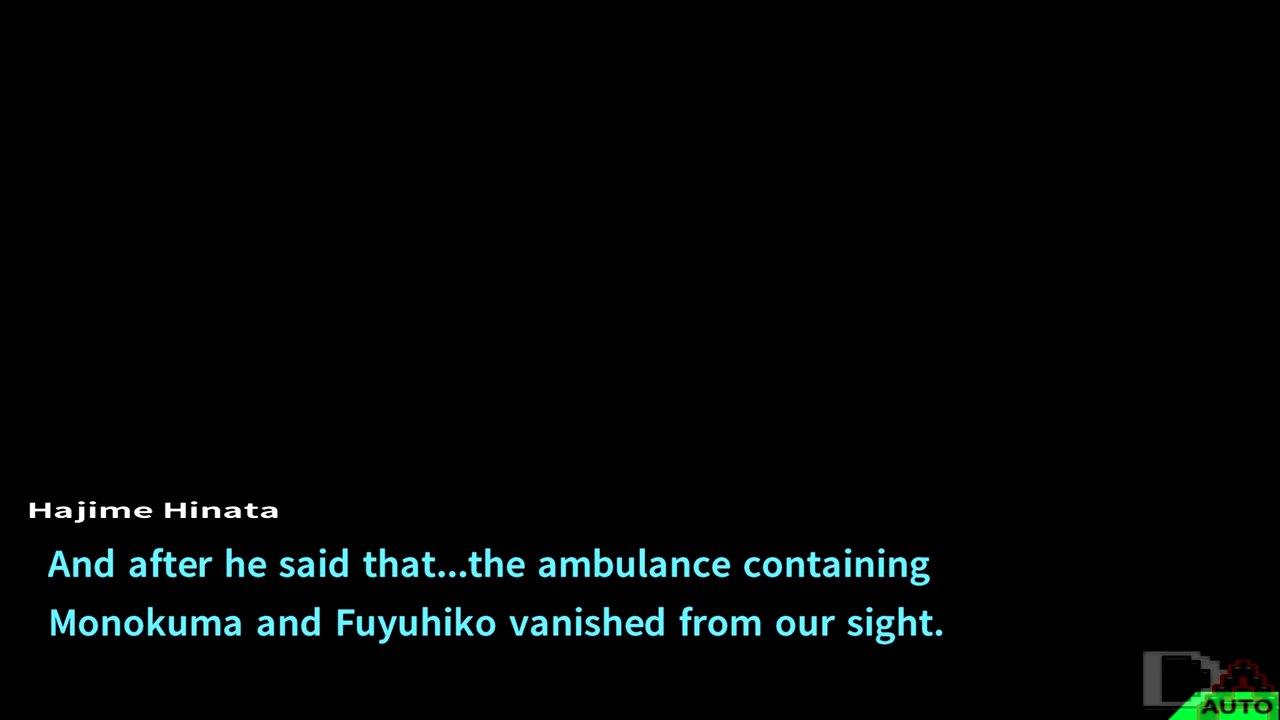 Hajime Hinata
And after he said that...the ambulance containing
Monokuma and Fuyuhiko vanished from our sight.
AUTO